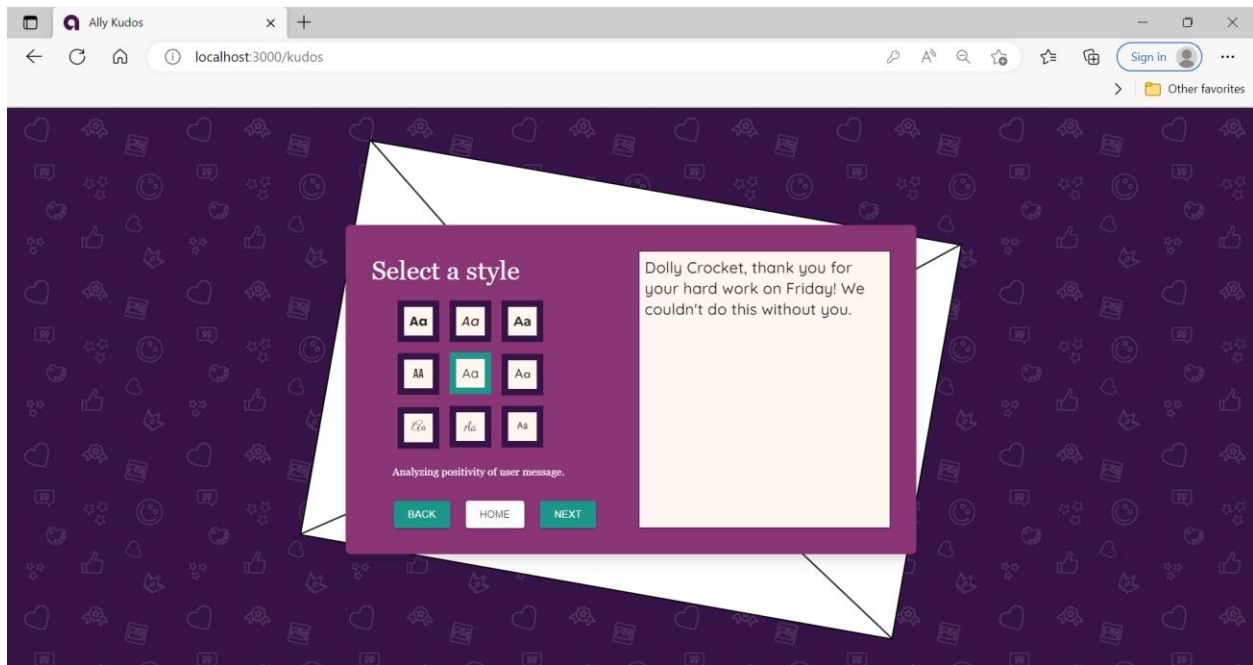 Ally Kudos
localhost:3000/kudos
Sign in
Other favorites
Select a style
Aa Aa Aa
AA Aa Aa
Aa Aa Aa
Analyzing positivity of user message.
BACK HOME NEXT
Dolly Crocket, thank you for
your hard work on Friday! We
couldn't do this without you.